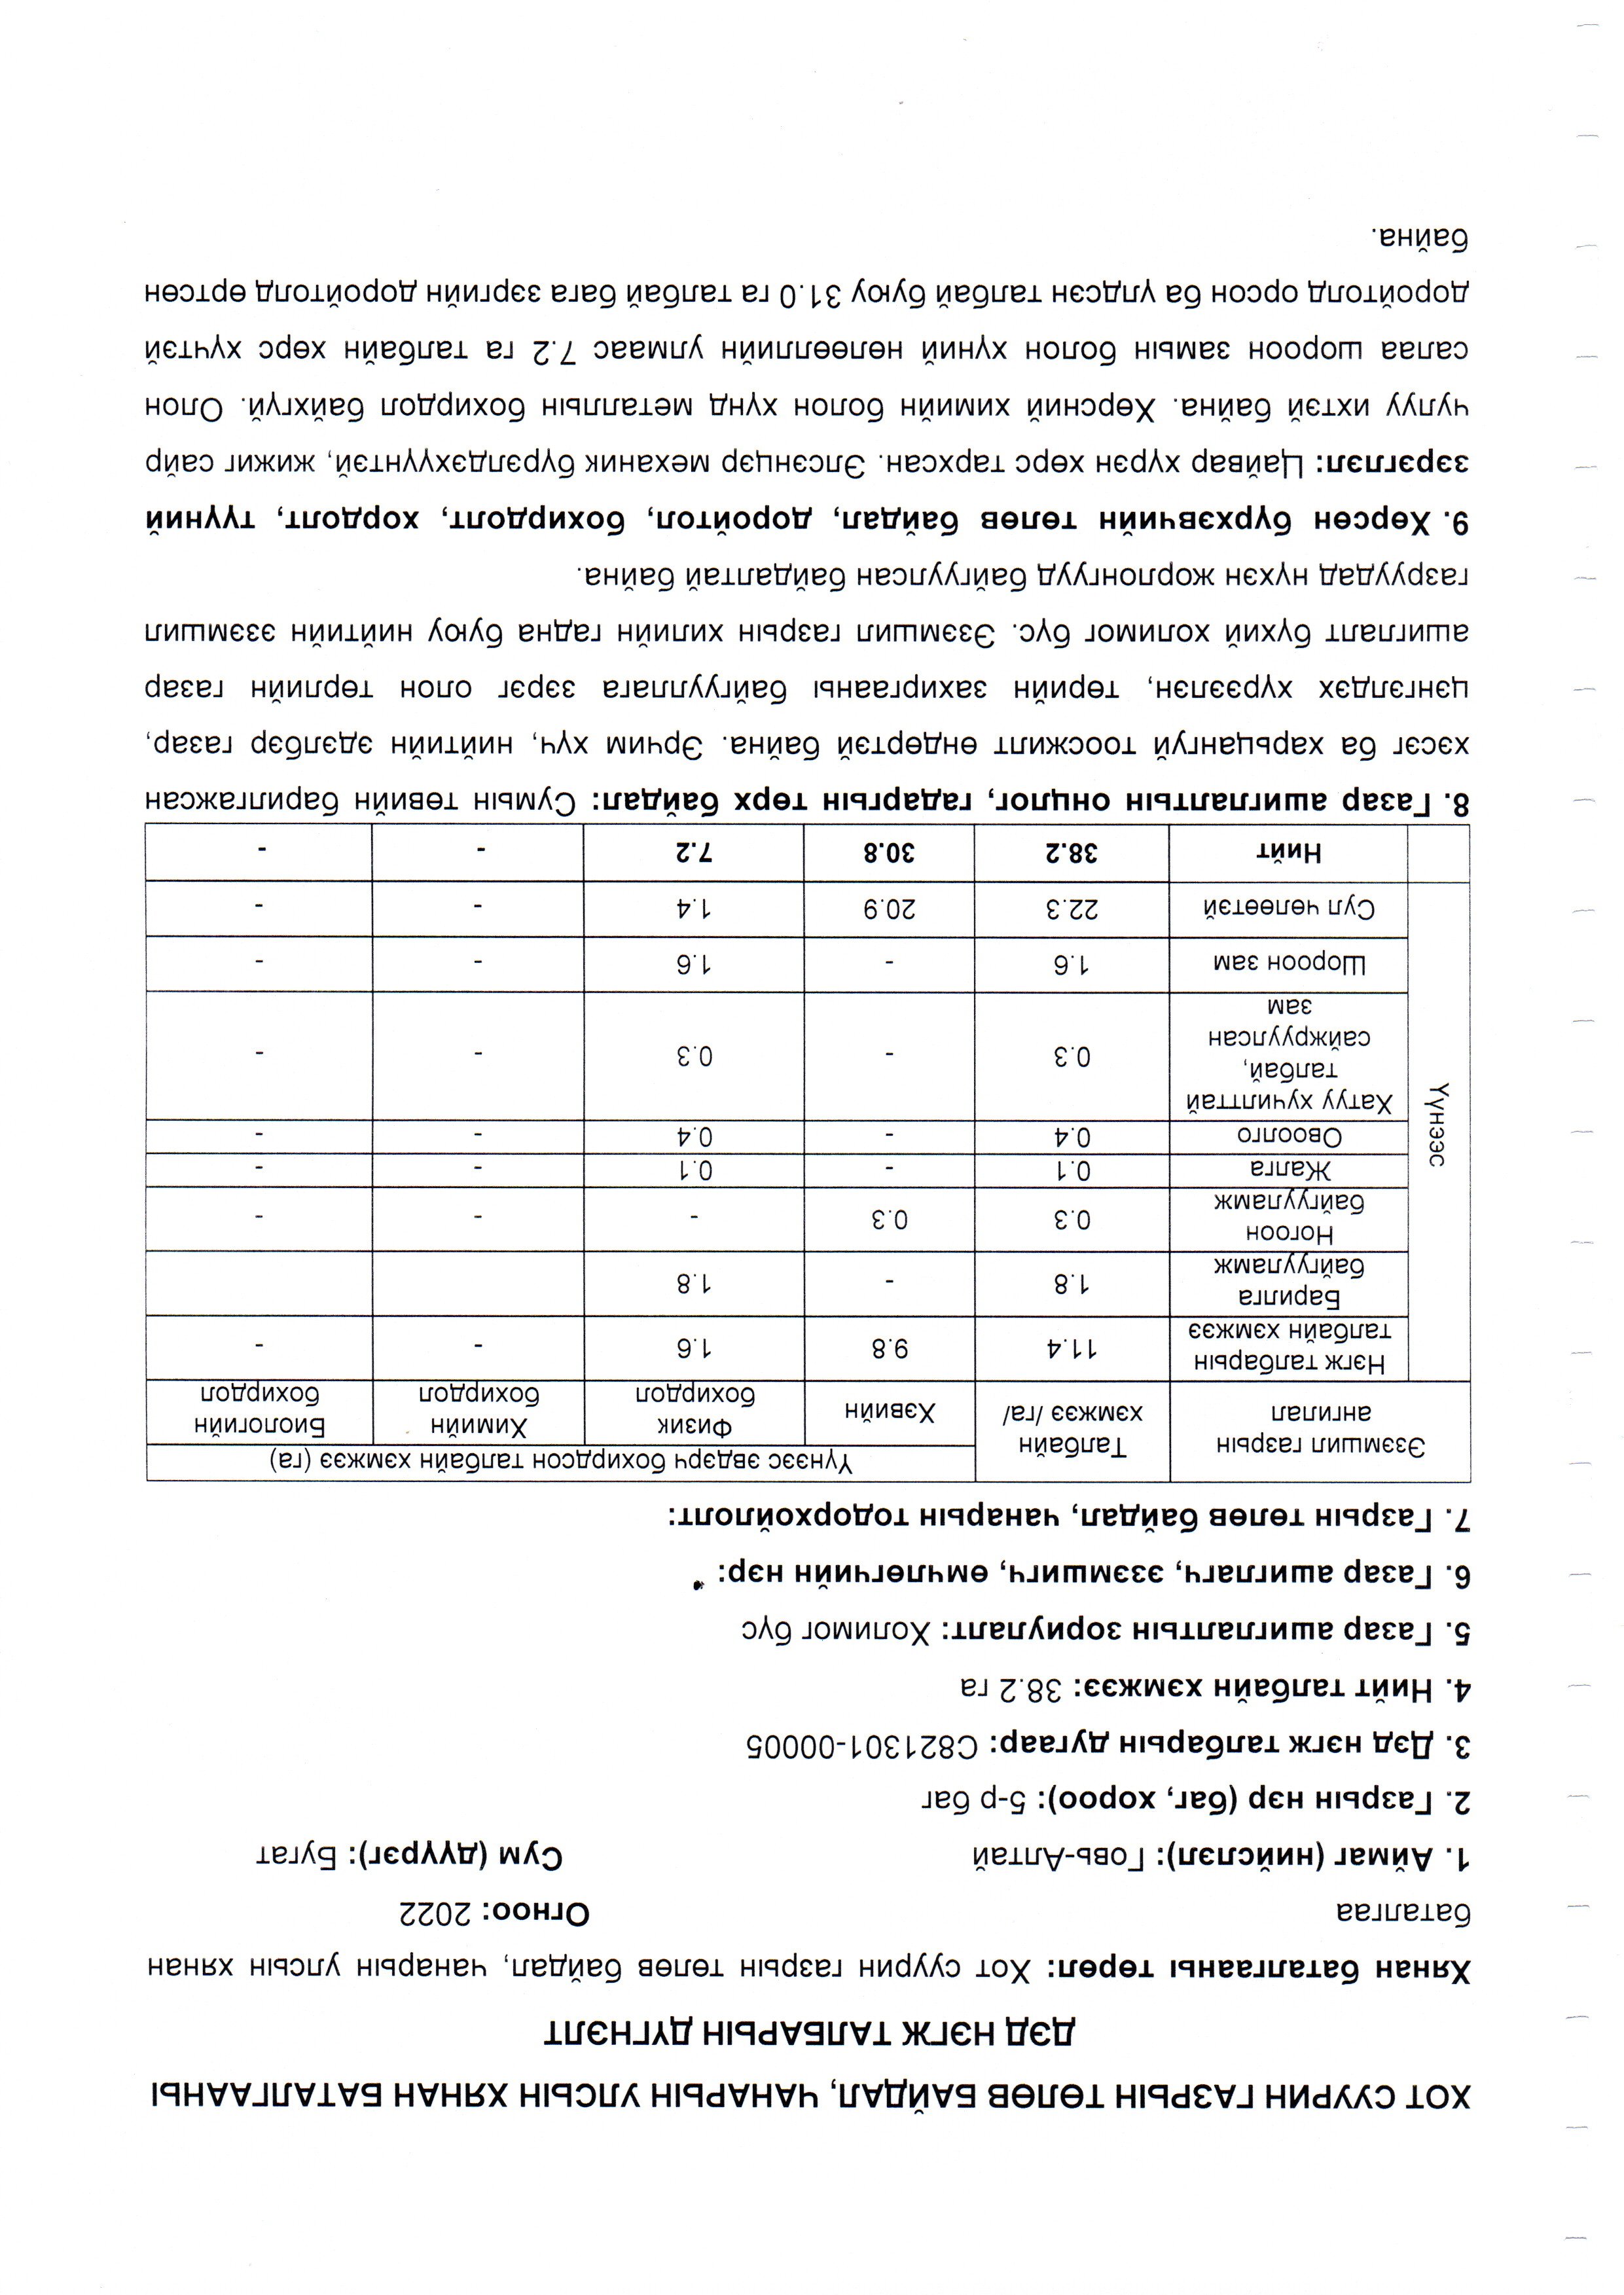 ХОТ СУУРИН ГАЗРЫН ТӨЛӨВ БАЙДАЛ, ЧАНАРЫН УЛСЫН ХЯНАН БАТАЛГААНЫ
ДЭД НЭГЖ ТАЛБАРЫН ДҮГНЭЛТ
Хянан баталгааны төрөл: Хот суурин газрын төлөв байдал, чанарын улсын хянан
баталгаа Огноо: 2022
1. Аймаг (нийслэл): Говь-Алтай Сум (дүүрэг): Бугат
2. Газрын нэр (баг, хороо): 5-р баг
3. Дэд нэгж талбарын дугаар: C821301-00005
4. Нийт талбайн хэмжээ: 38.2 га
5. Газар ашиглалтын зориулалт: Холимог бүс
6. Газар ашиглагч, эзэмшигч, өмчлөгчийн нэр:
7. Газрын төлөв байдал, чанарын тодорхойлолт:
Эзэмшил газрын
ангилал
Талбайн
хэмжээ /га/
Үүнээс эвдэрч бохирдсон талбайн хэмжээ (га)
Хэвийн
Физик
бохирдол
Химийн
бохирдол
Биологийн
бохирдол
Үүнээс
Нэгж талбарын
талбайн хэмжээ
11.4 9.8 1.6 - -
Барилга
байгууламж
1.8 - 1.8
Ногоон
байгууламж
0.3 0.3 - - -
Жалга 0.1 - 0.1 - -
Овоолго 0.4 - 0.4 - -
Хатуу хучилттай
талбай,
сайжруулсан
зам
0.3 - 0.3 - -
Шороон зам 1.6 - 1.6 - -
Сул чөлөөтэй 22.3 20.9 1.4 - -
Нийт 38.2 30.8 7.2 - -
8. Газар ашиглалтын онцлог, гадаргын төрх байдал: Сумын төвийн барилгажсан
хэсэг ба харьцангуй тоосжилт өндөртэй байна. Эрчим хүч, нийтийн эдэлбэр газар,
цэнгэлдэх хүрээлэн, төрийн захиргааны байгууллага зэрэг олон төрлийн газар
ашиглалт бүхий холимог бүс. Эзэмшил газрын хилийн гадна буюу нийтийн эзэмшил
газруудад нүхэн жорлонгууд байгуулсан байдалтай байна.
9. Хөрсөн бүрхэвчийн төлөв байдал, доройтол, бохирдолт, хордолт, түүний
зэрэглэл: Цайвар хүрэн хөрс тархсан. Элсэнцэр механик бүрэлдэхүүнтэй, жижиг сайр
чулуу ихтэй байна. Хөрсний химийн болон хүнд металлын бохирдол байхгүй. Олон
салаа шороон замын болон хүний нөлөөллийн улмаас 7.2 га талбайн хөрс хүчтэй
доройтолд орсон ба үлдсэн талбай буюу 31.0 га талбай бага зэргийн доройтолд өртсөн
байна.